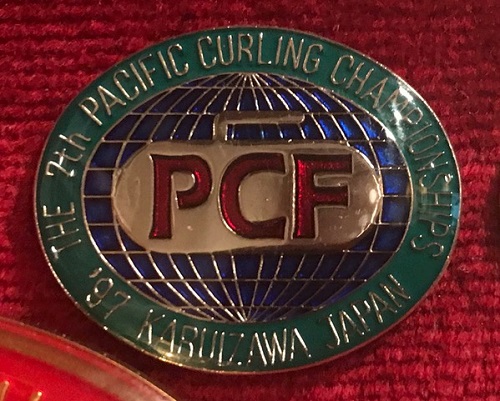 THE 7th PACIFIC CURLING CHAMPIONSHIPS
PCF
'97 KARUIZAWA JAPAN